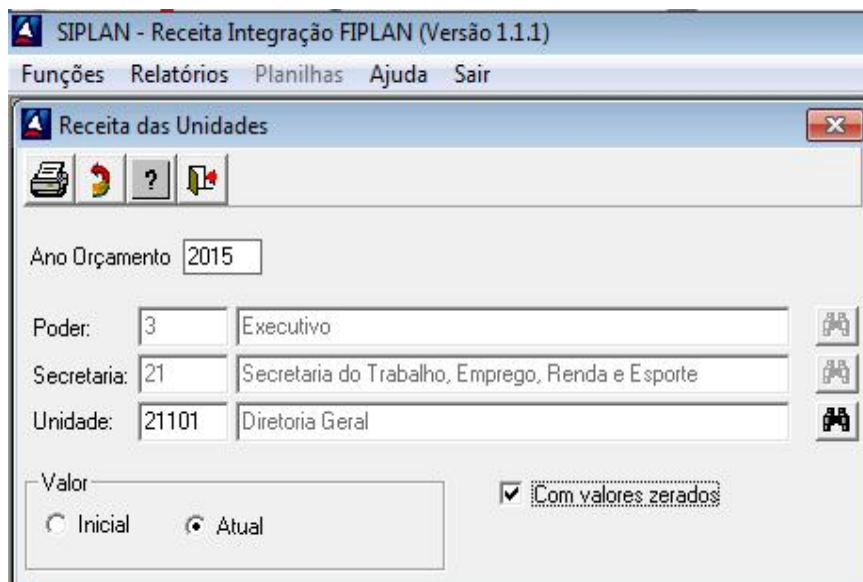 SIPLAN - Receita Integração FIPLAN (Versão 1.1.1)
Funções Relatórios Planilhas Ajuda Sair
Receita das Unidades
?
Ano Orçamento 2015
Poder: 3 Executivo
Secretaria: 21 Secretaria do Trabalho, Emprego, Renda e Esporte
Unidade: 21101 Diretoria Geral
Valor
Com valores zerados
Inicial Atual